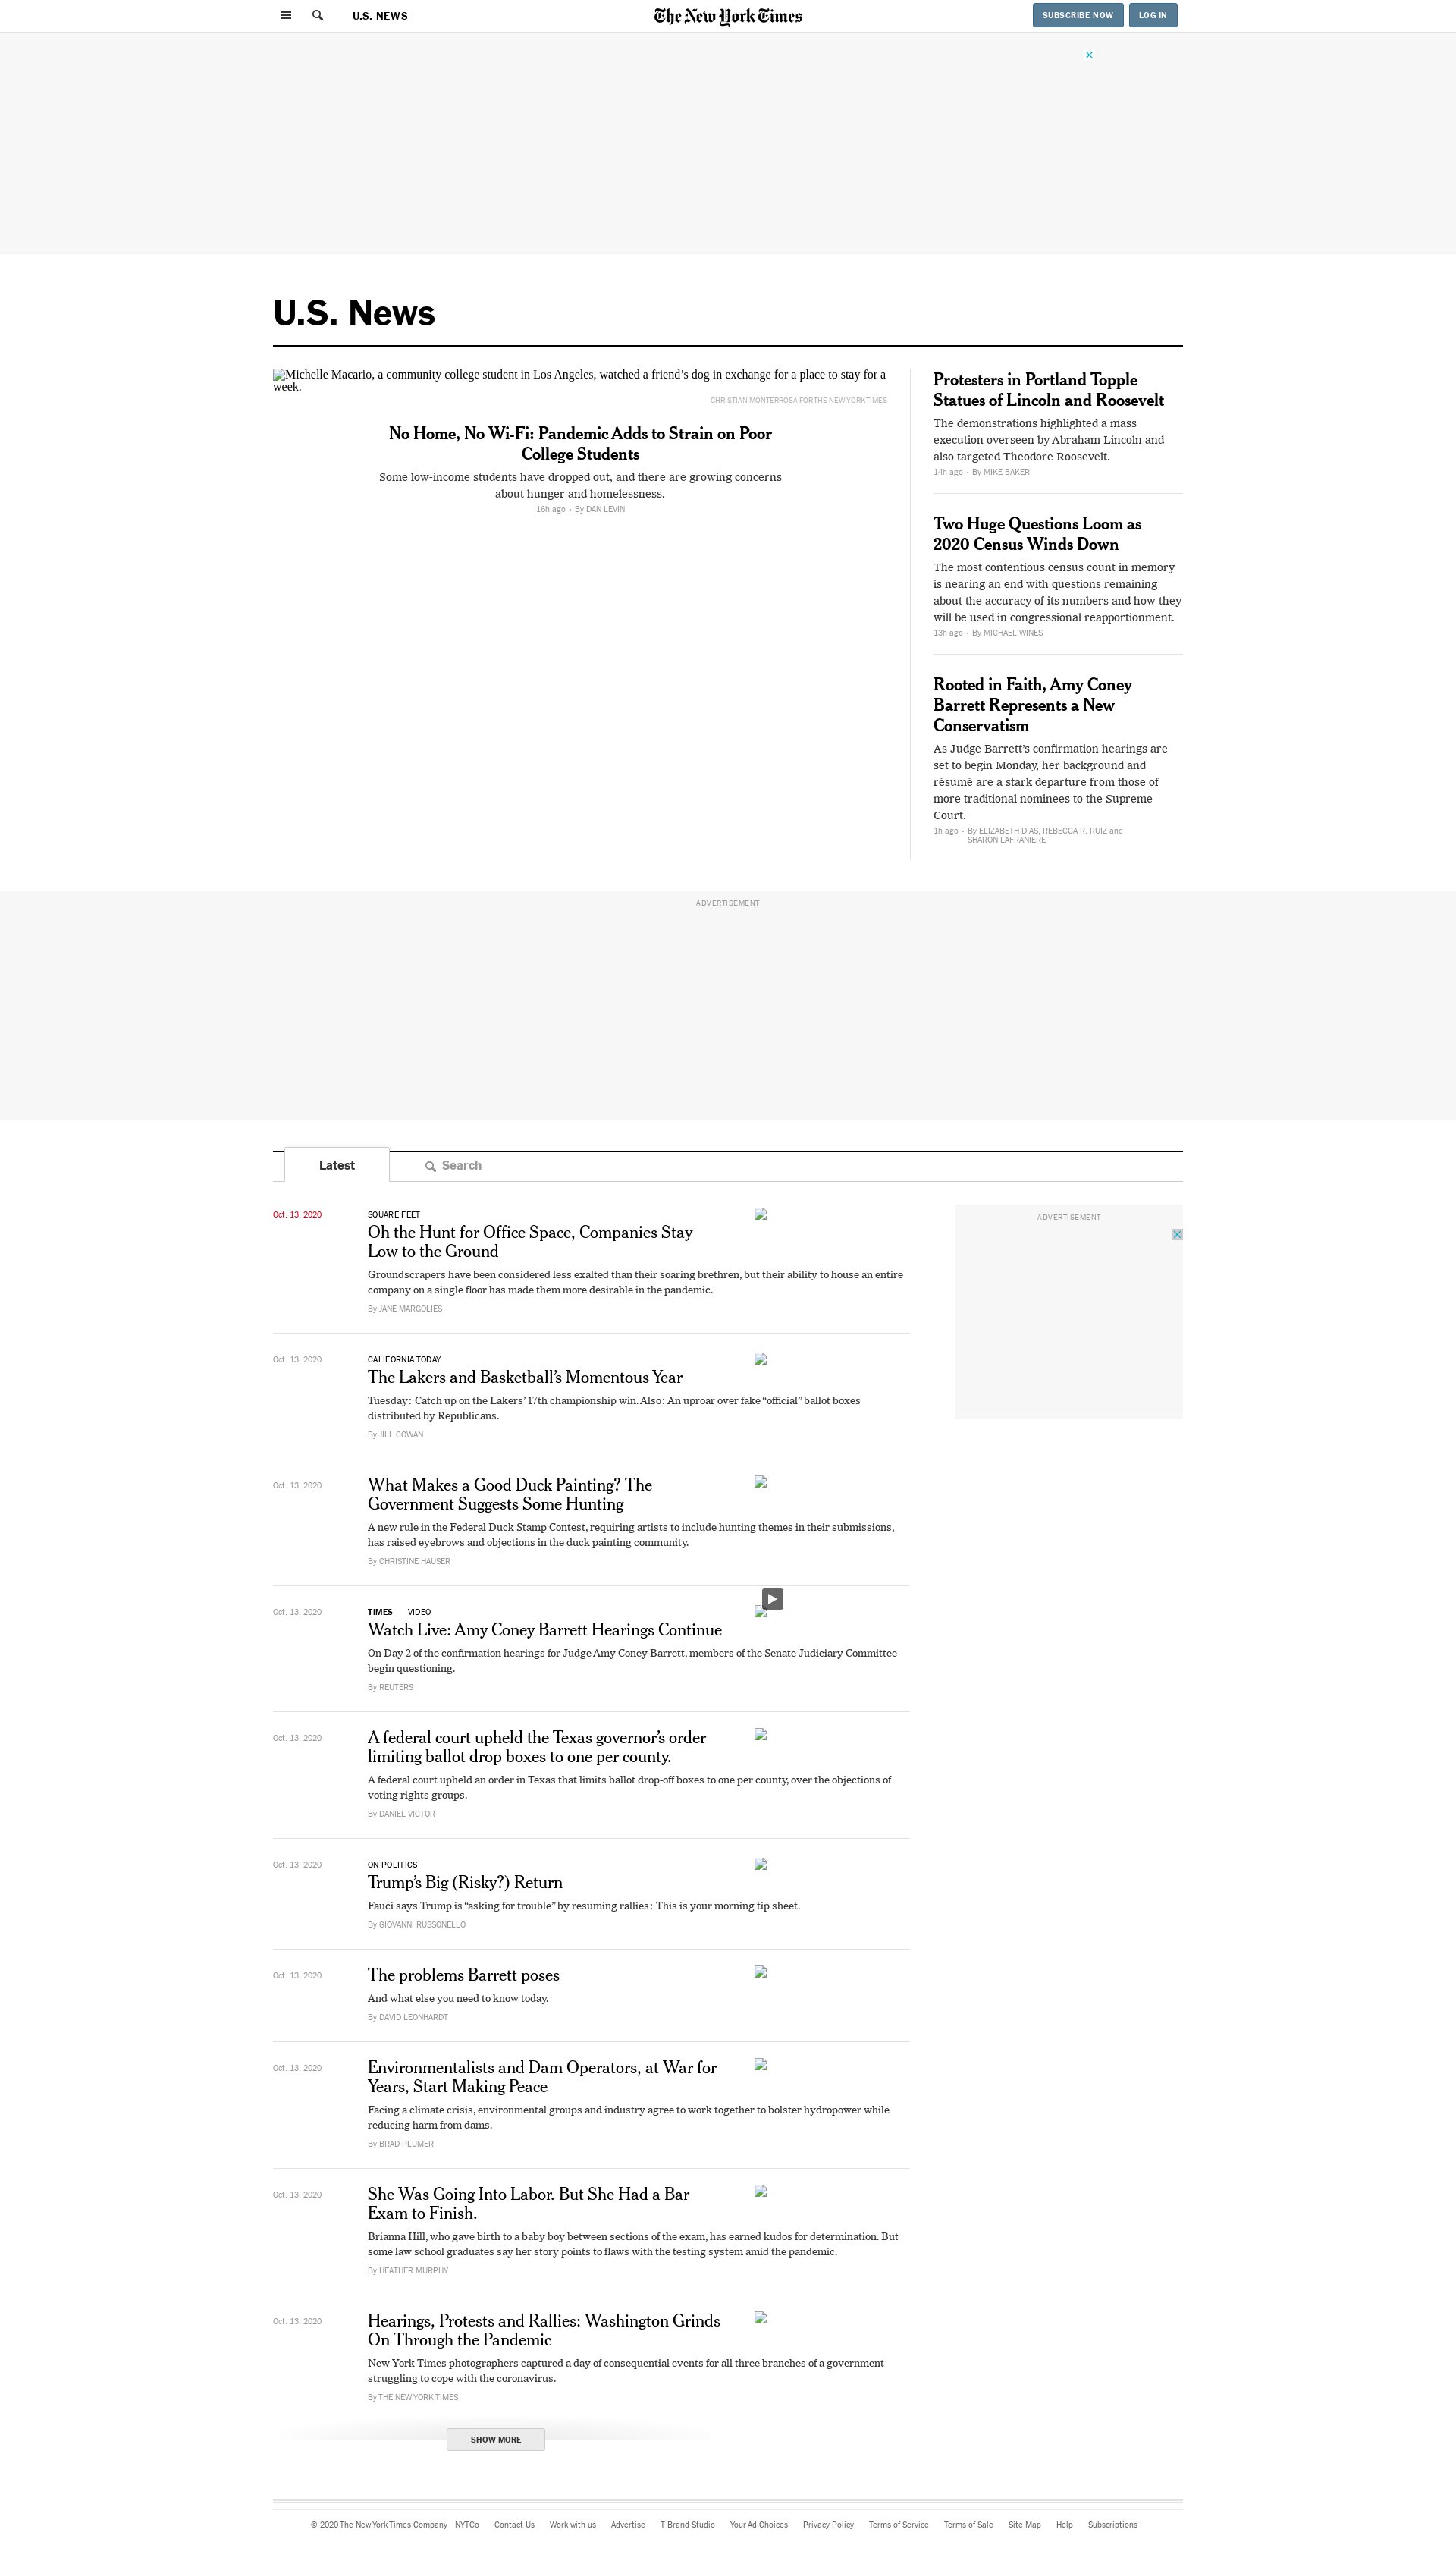 U.S. NEWS
The New York Times
SUBSCRIBE NOW
LOG IN
U.S. News
Michelle Macario, a community college student in Los Angeles, watched a friend’s dog in exchange for a place to stay for a
week.
CHRISTIAN MONTERROSA FOR THE NEW YORK TIMES
No Home, No Wi-Fi: Pandemic Adds to Strain on Poor
College Students
Some low-income students have dropped out, and there are growing concerns
about hunger and homelessness.
16h ago • By DAN LEVIN
Protesters in Portland Topple
Statues of Lincoln and Roosevelt
The demonstrations highlighted a mass
execution overseen by Abraham Lincoln and
also targeted Theodore Roosevelt.
14h ago • By MIKE BAKER
Two Huge Questions Loom as
2020 Census Winds Down
The most contentious census count in memory
is nearing an end with questions remaining
about the accuracy of its numbers and how they
will be used in congressional reapportionment.
13h ago • By MICHAEL WINES
Rooted in Faith, Amy Coney
Barrett Represents a New
Conservatism
As Judge Barrett’s confirmation hearings are
set to begin Monday, her background and
résumé are a stark departure from those of
more traditional nominees to the Supreme
Court.
1h ago • By ELIZABETH DIAS, REBECCA R. RUIZ and
SHARON LAFRANIERE
ADVERTISEMENT
Latest
Search
Oct. 13, 2020
SQUARE FEET
Oh the Hunt for Office Space, Companies Stay
Low to the Ground
Groundscrapers have been considered less exalted than their soaring brethren, but their ability to house an entire
company on a single floor has made them more desirable in the pandemic.
By JANE MARGOLIES
ADVERTISEMENT
Oct. 13, 2020
CALIFORNIA TODAY
The Lakers and Basketball’s Momentous Year
Tuesday: Catch up on the Lakers’ 17th championship win. Also: An uproar over fake “official” ballot boxes
distributed by Republicans.
By JILL COWAN
Oct. 13, 2020
What Makes a Good Duck Painting? The
Government Suggests Some Hunting
A new rule in the Federal Duck Stamp Contest, requiring artists to include hunting themes in their submissions,
has raised eyebrows and objections in the duck painting community.
By CHRISTINE HAUSER
Oct. 13, 2020
TIMES | VIDEO
Watch Live: Amy Coney Barrett Hearings Continue
On Day 2 of the confirmation hearings for Judge Amy Coney Barrett, members of the Senate Judiciary Committee
begin questioning.
By REUTERS
Oct. 13, 2020
A federal court upheld the Texas governor’s order
limiting ballot drop boxes to one per county.
A federal court upheld an order in Texas that limits ballot drop-off boxes to one per county, over the objections of
voting rights groups.
By DANIEL VICTOR
Oct. 13, 2020
ON POLITICS
Trump’s Big (Risky?) Return
Fauci says Trump is “asking for trouble” by resuming rallies: This is your morning tip sheet.
By GIOVANNI RUSSONELLO
Oct. 13, 2020
The problems Barrett poses
And what else you need to know today.
By DAVID LEONHARDT
Oct. 13, 2020
Environmentalists and Dam Operators, at War for
Years, Start Making Peace
Facing a climate crisis, environmental groups and industry agree to work together to bolster hydropower while
reducing harm from dams.
By BRAD PLUMER
Oct. 13, 2020
She Was Going Into Labor. But She Had a Bar
Exam to Finish.
Brianna Hill, who gave birth to a baby boy between sections of the exam, has earned kudos for determination. But
some law school graduates say her story points to flaws with the testing system amid the pandemic.
By HEATHER MURPHY
Oct. 13, 2020
Hearings, Protests and Rallies: Washington Grinds
On Through the Pandemic
New York Times photographers captured a day of consequential events for all three branches of a government
struggling to cope with the coronavirus.
By THE NEW YORK TIMES
SHOW MORE
© 2020 The New York Times Company NYTCo Contact Us Work with us Advertise T Brand Studio Your Ad Choices Privacy Policy Terms of Service Terms of Sale Site Map Help Subscriptions